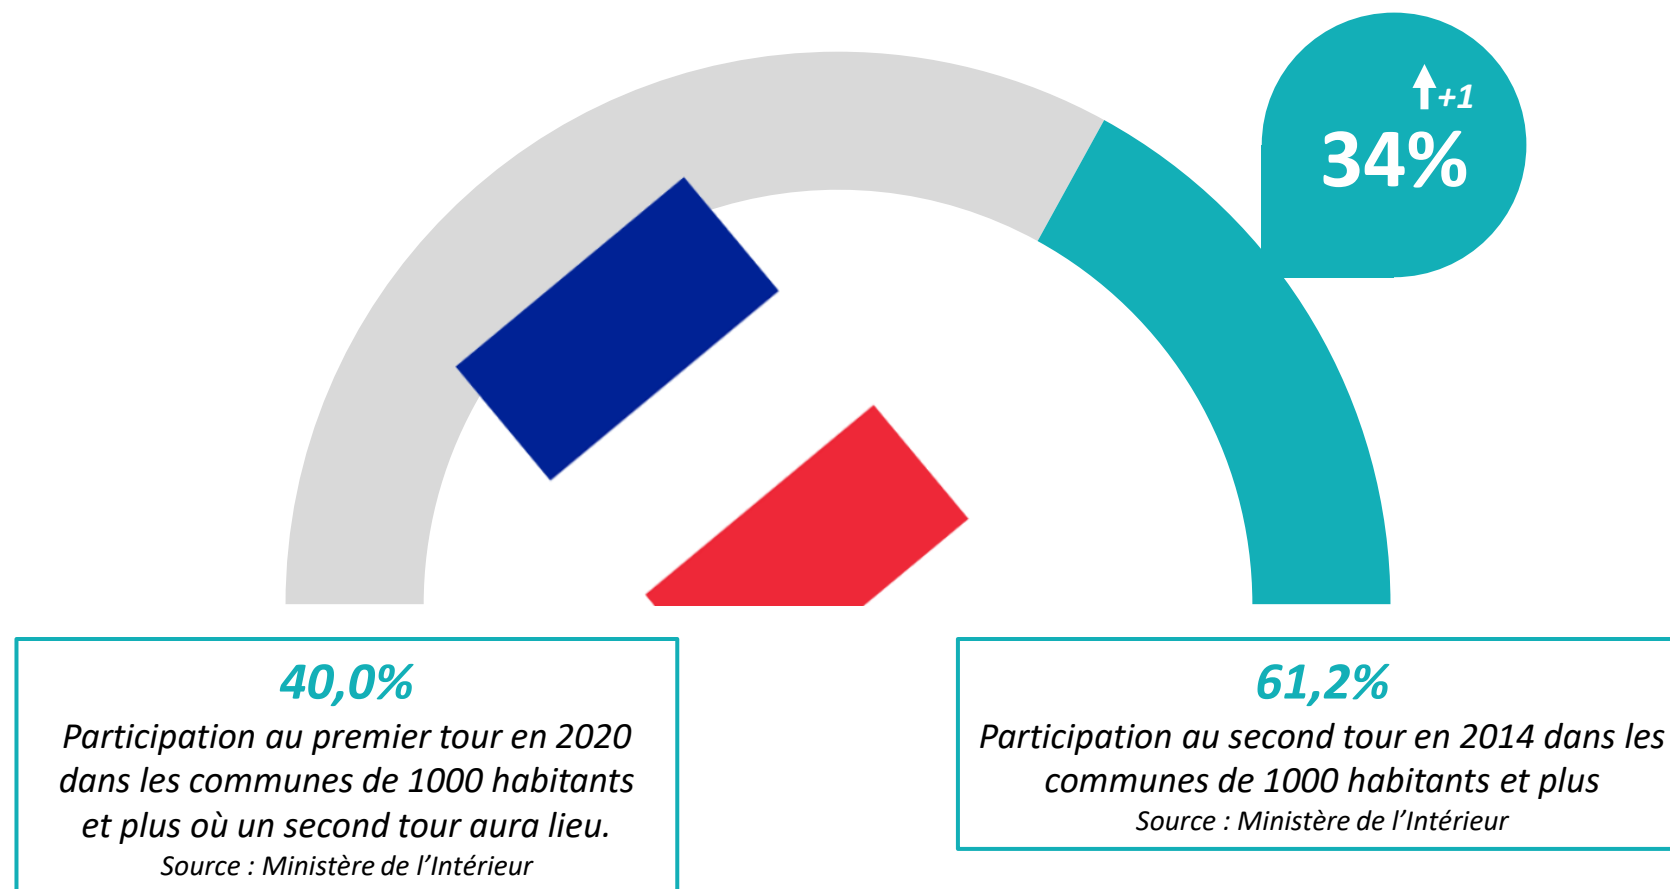 +1
34%
40,0%
Participation au premier tour en 2020
dans les communes de 1000 habitants
et plus où un second tour aura lieu.
Source : Ministère de l’Intérieur
61,2%
Participation au second tour en 2014 dans les
communes de 1000 habitants et plus
Source : Ministère de l’Intérieur